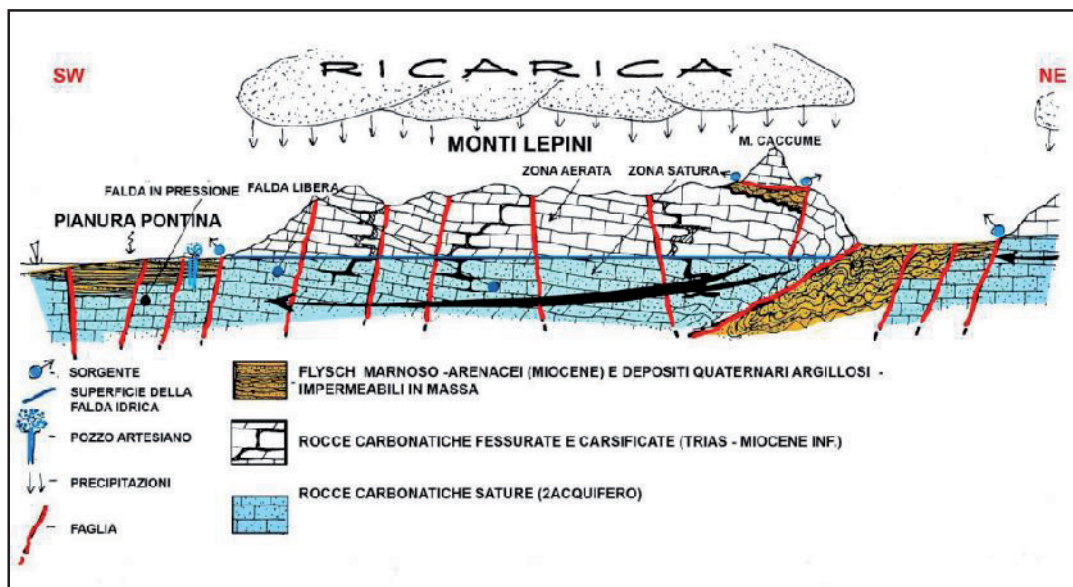 RICARICA
SW
NE
MONTI LEPINI
M. CACCUME
ZONA AERATA
ZONA SATURA
FALDA IN PRESSIONE
FALDA LIBERA
PIANURA PONTINA
- SORGENTE
- SUPERFICIE DELLA
FALDA IDRICA
- POZZO ARTESIANO
- PRECIPITAZIONI
- FAGLIA
- FLYSCH MARNOSO -ARENACEI (MIOCENE) E DEPOSITI QUATERNARI ARGILLOSI -
IMPERMEABILI IN MASSA
ROCCE CARBONATICHE FESSURATE E CARSIFICATE (TRIAS - MIOCENE INF.)
ROCCE CARBONATICHE SATURE (2ACQUIFERO)